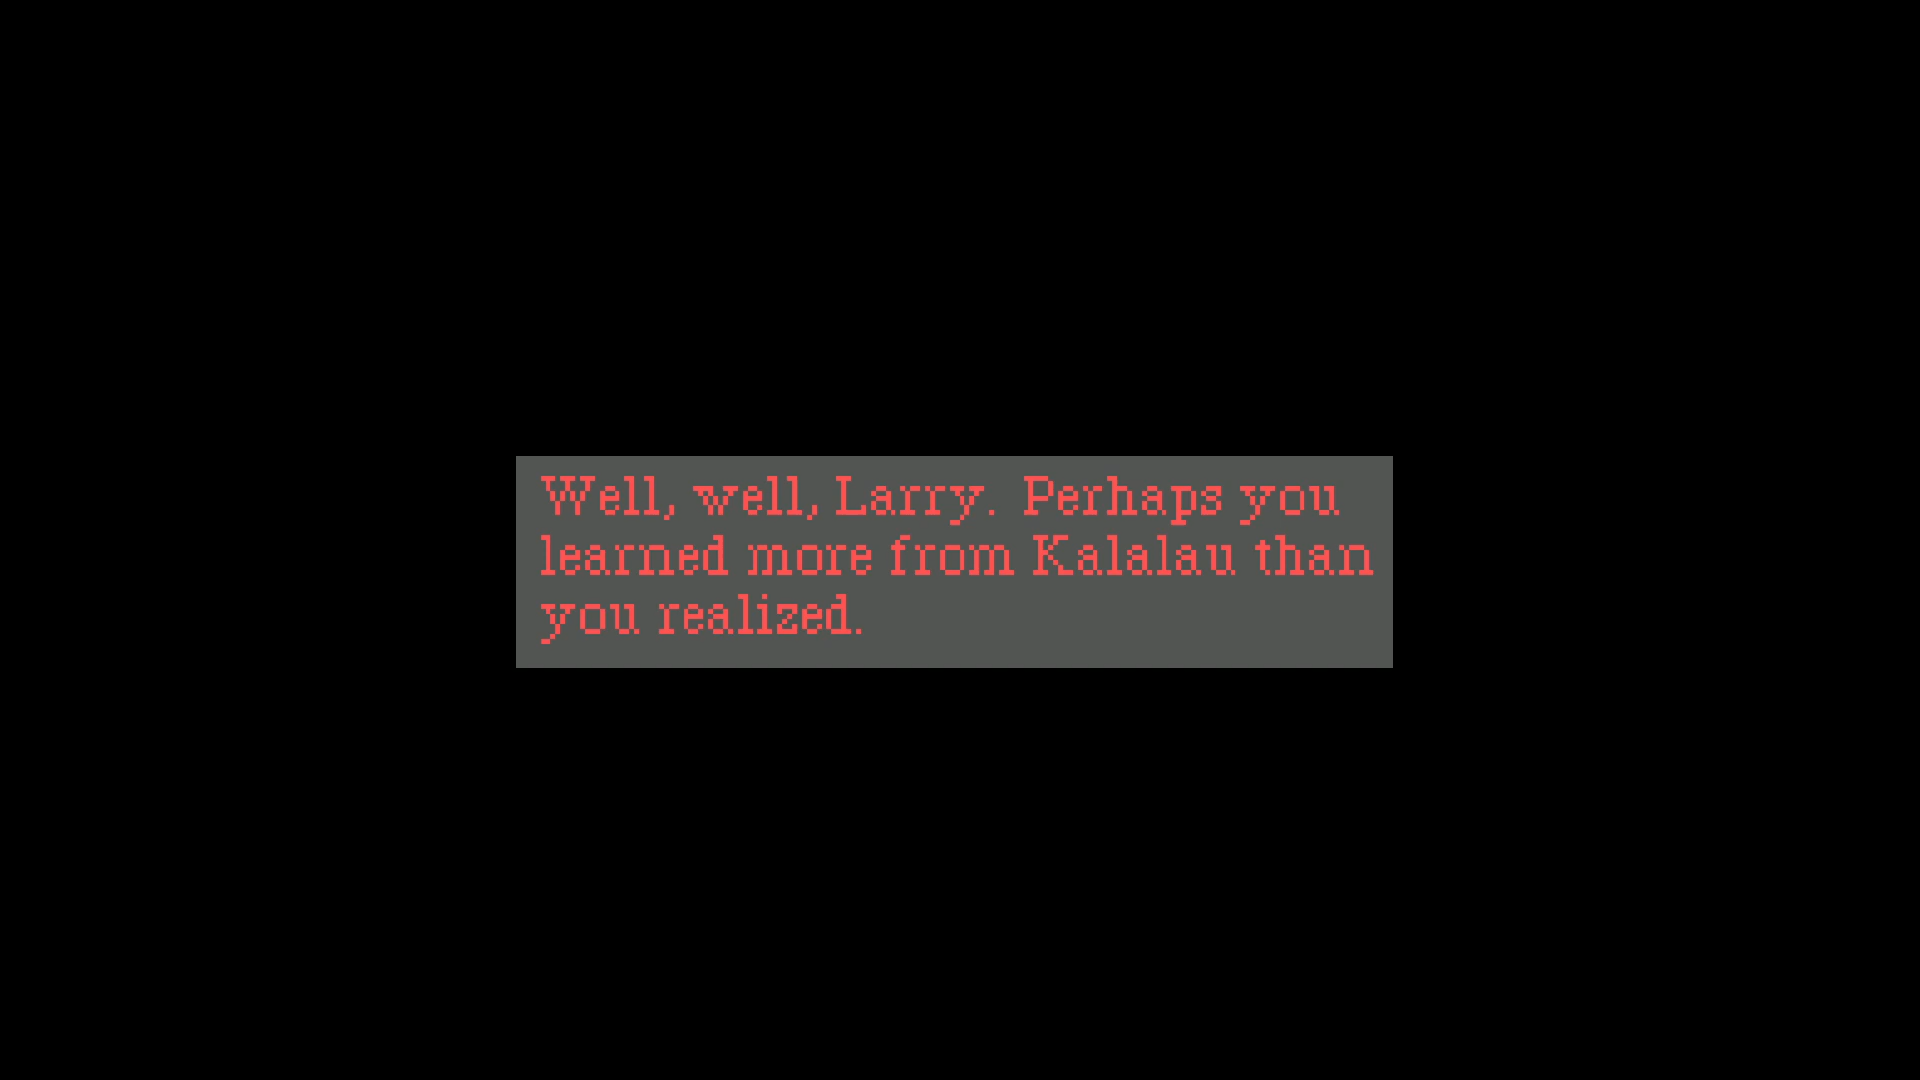 Well, well, Larry.  Perhaps you
learned more from Kalalau than
you realized.